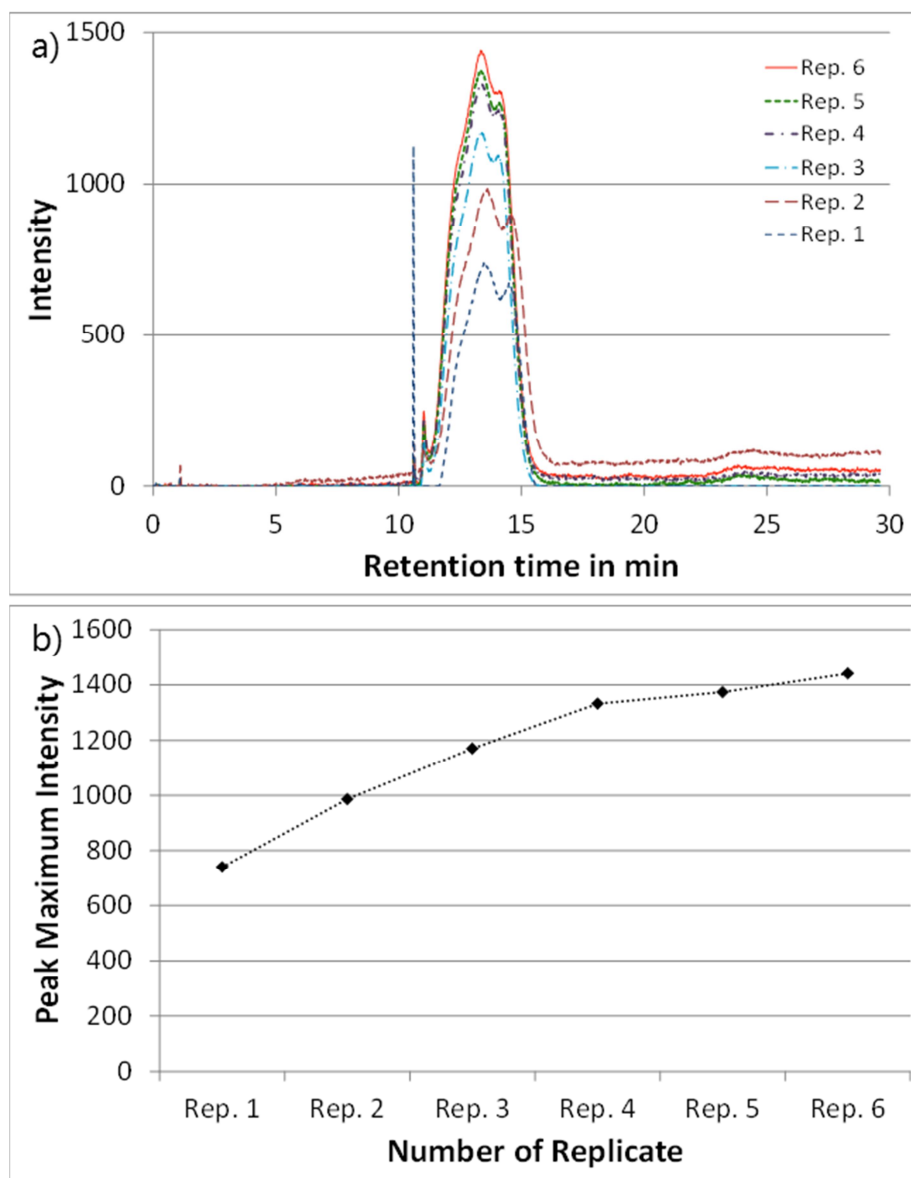 a)
1500
1000
500
0
Intensity
Rep. 6
Rep. 5
Rep. 4
Rep. 3
Rep. 2
Rep. 1
0 5 10 15 20 25 30
Retention time in min
b)
1600
1400
1200
1000
800
600
400
200
0
Peak Maximum Intensity
Rep. 1 Rep. 2 Rep. 3 Rep. 4 Rep. 5 Rep. 6
Number of Replicate